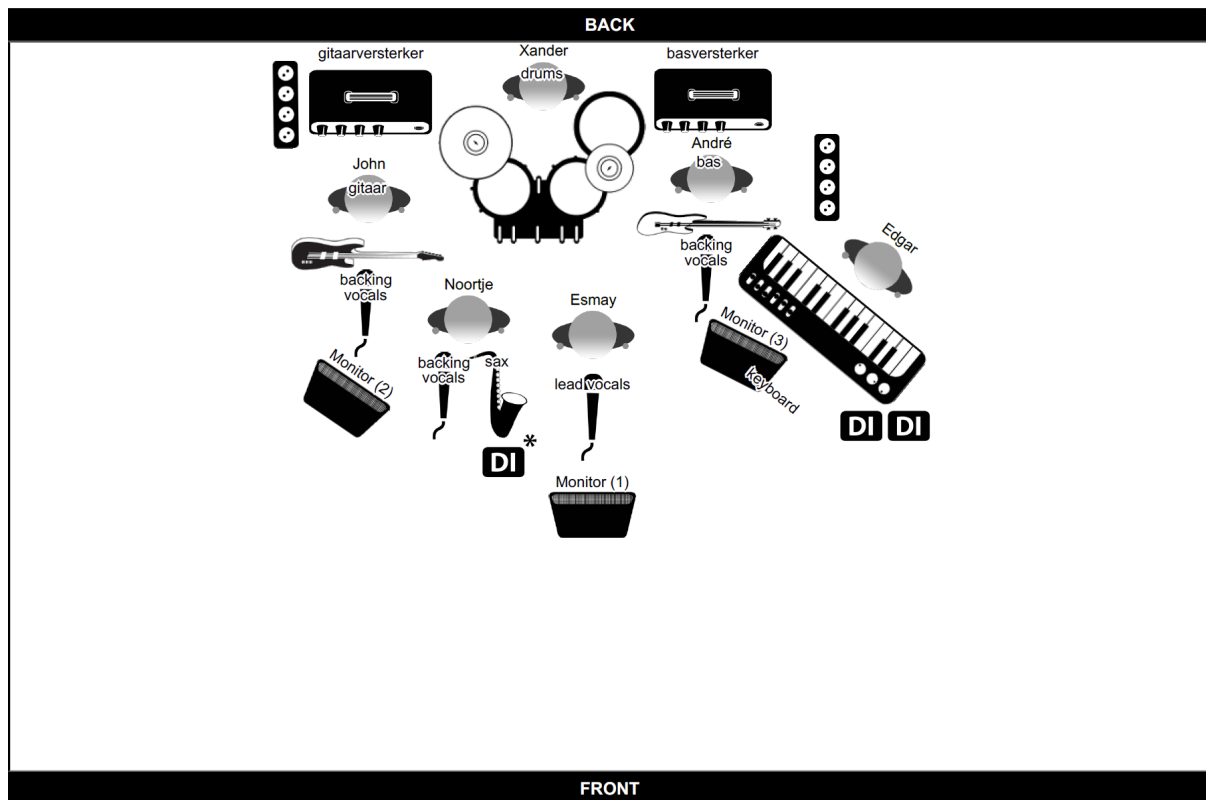 BACK
gitaarversterker
Xander
drums
basversterker
André
bas
John
gitaar
Edgar
backing
vocals
backing
vocals
Noortje
Esmay
Monitor (3)
Monitor (2)
backing
vocals
sax
lead vocals
keyboard
DI
DI
DI
*
Monitor (1)
FRONT